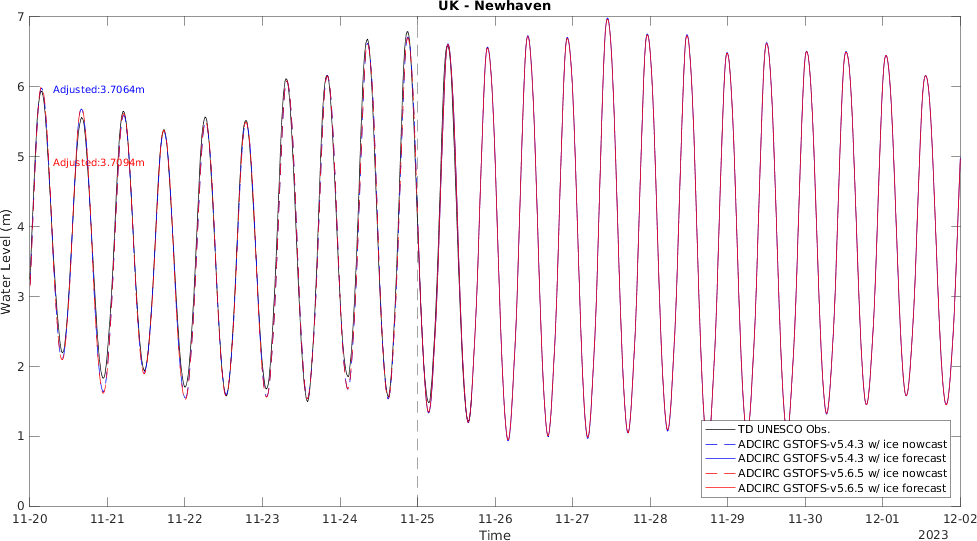 UK - Newhaven
7
6
5
4
3
2
1
0
Water Level (m)
Adjusted:3.7064m
Adjusted:3.7094m
TD UNESCO Obs.
ADCIRC GSTOFS-v5.4.3 w/ ice nowcast
ADCIRC GSTOFS-v5.4.3 w/ ice forecast
ADCIRC GSTOFS-v5.6.5 w/ ice nowcast
ADCIRC GSTOFS-v5.6.5 w/ ice forecast
11-20 11-21 11-22 11-23 11-24 11-25 11-26 11-27 11-28 11-29 11-30 12-01 12-02
Time 2023